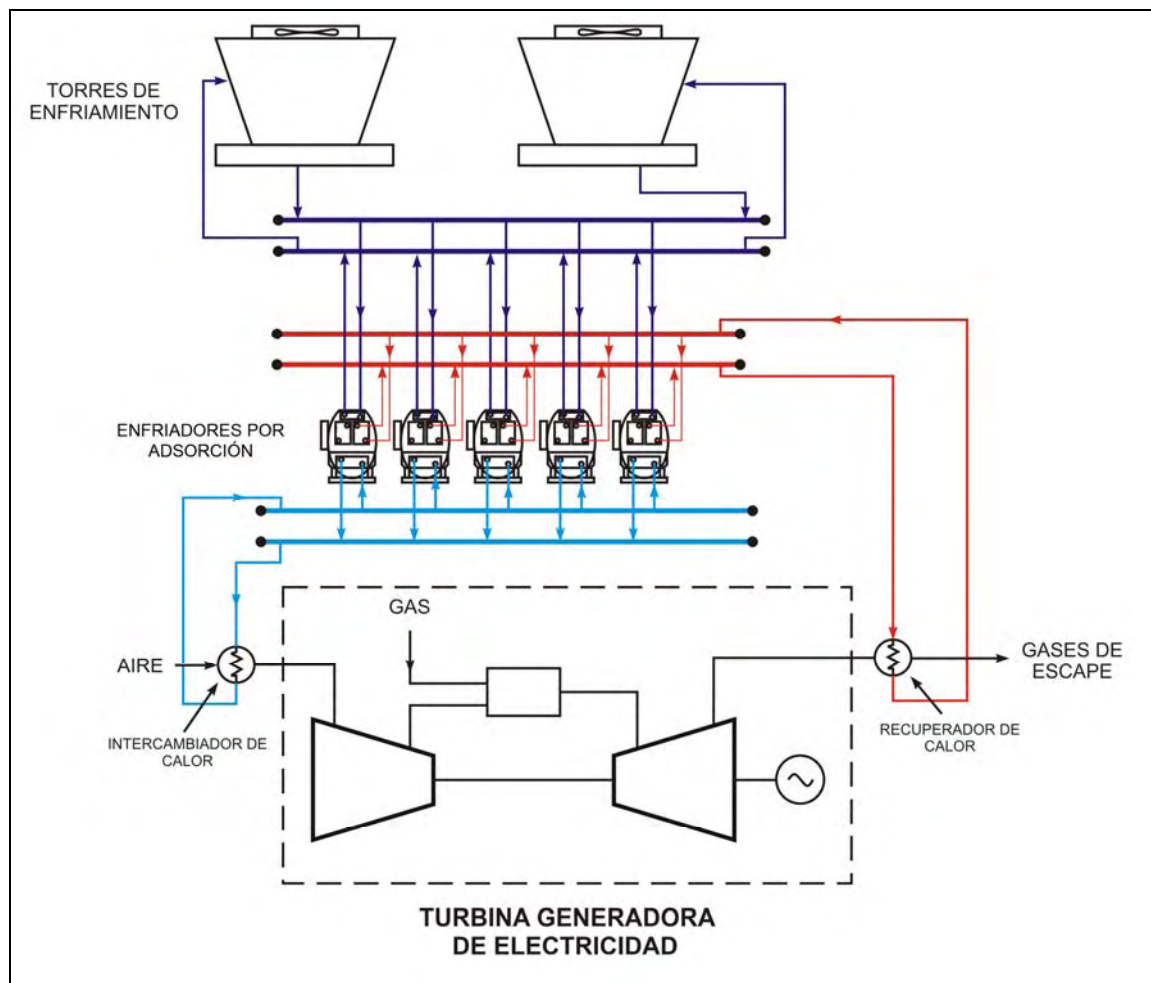 TORRES DE
ENFRIAMIENTO
ENFRIADORES POR
ADSORCIÓN
GAS
AIRE
GASES DE
ESCAPE
INTERCAMBIADOR DE
CALOR
RECUPERADOR DE
CALOR
TURBINA GENERADORA
DE ELECTRICIDAD